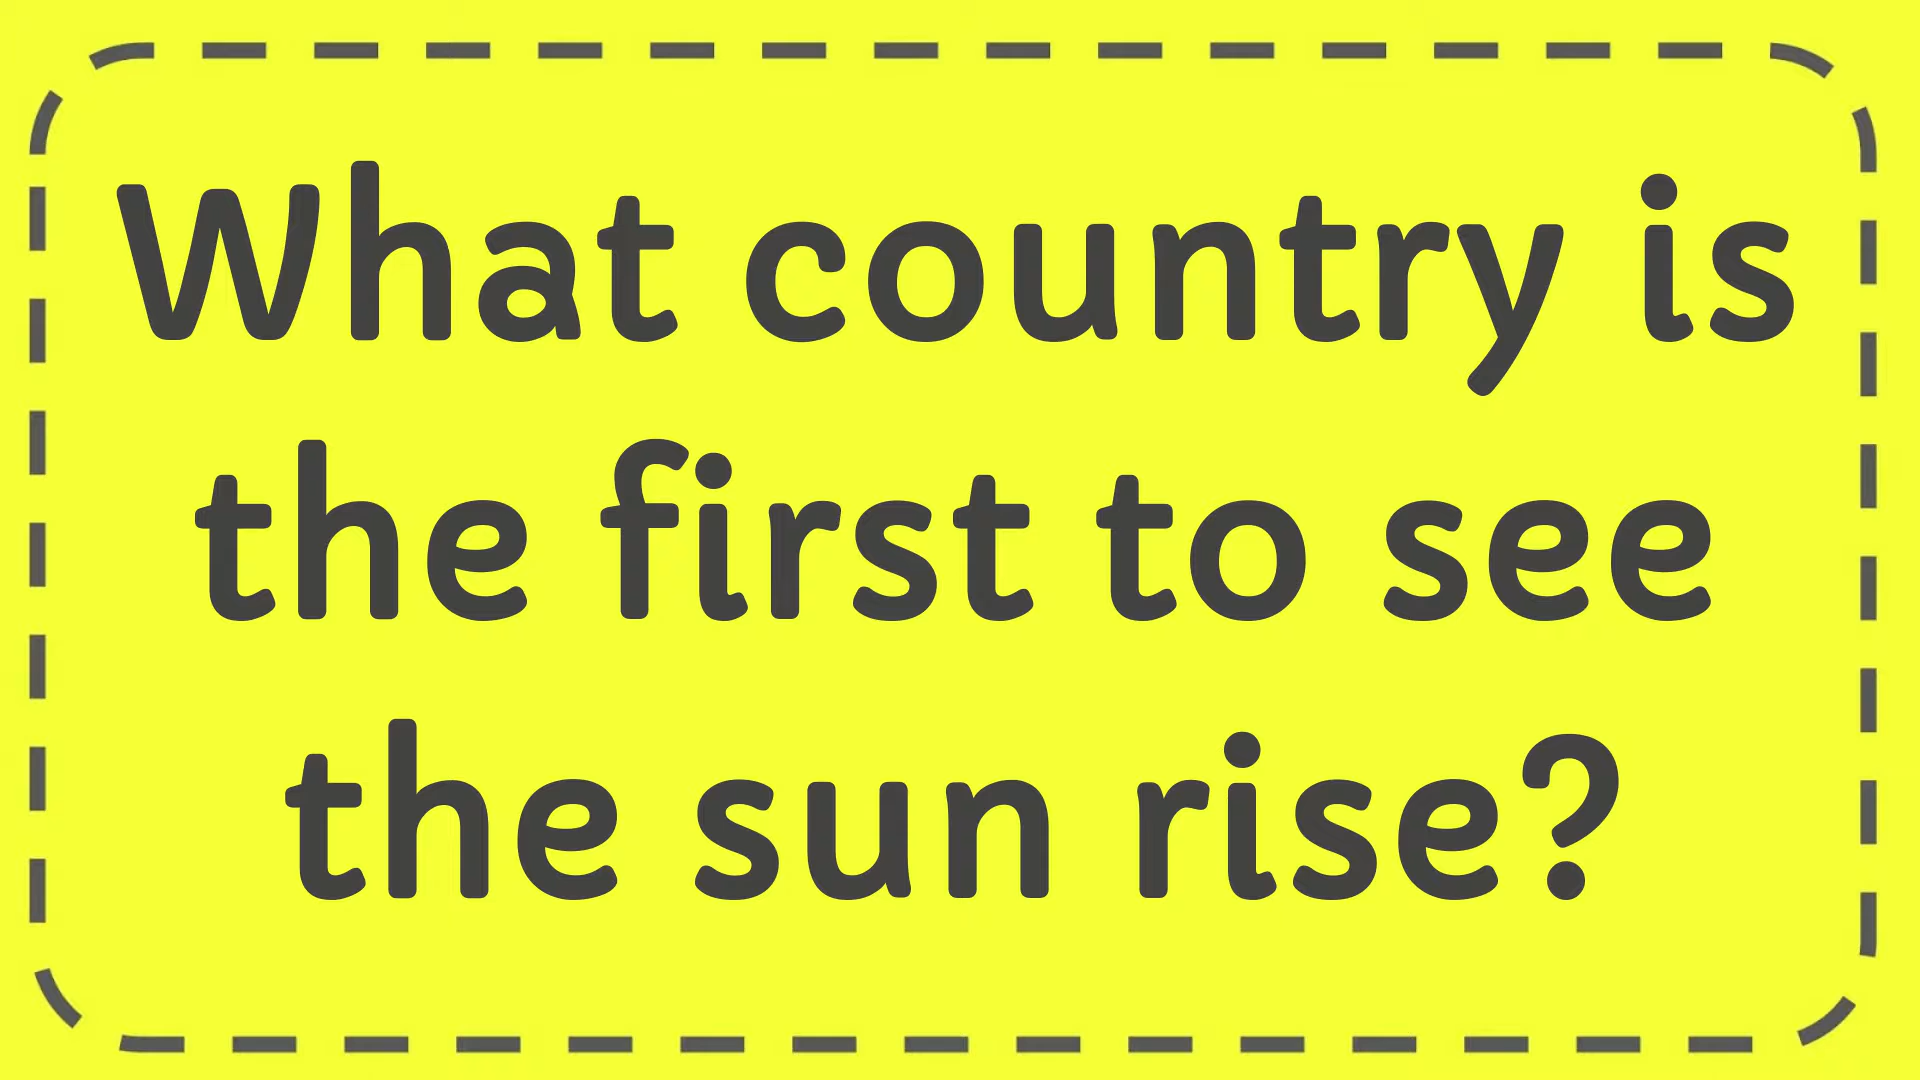 What country is
the first to see
the sun rise?